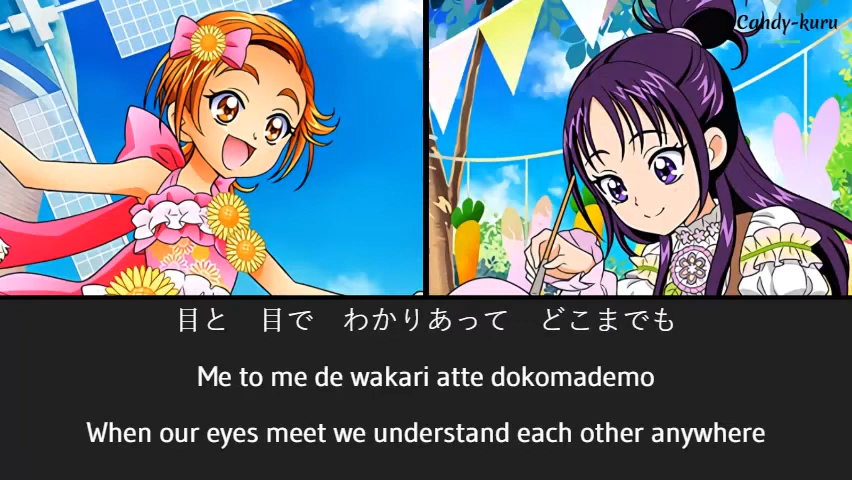 Candy-kuru
目と 目で わかりあって どこまでも
Me to me de wakari atte dokomademo
When our eyes meet we understand each other anywhere